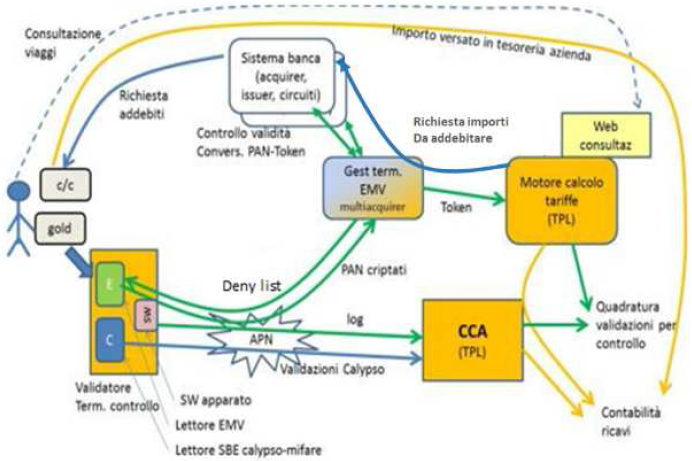 Consultazione
viaggi
Importo versato in tesoreria azienda
Sistema banca
(acquirer,
issuer, circuiti)
Richiesta
addebiti
Controllo validità
Convers. PAN-Token
Richiesta importi
Da addebitare
Web
consultaz
c/c
gold
Gest term.
EMV
multiacquirer
Token
Motore calcolo
tariffe
(TPL)
E
Deny list
PAN criptati
SW
C
log
APN
CCA
(TPL)
Quadratura
validazioni per
controllo
Validazioni Calypso
Validatore
Term. controllo
SW apparato
Lettore EMV
Lettore SBE calypso-mifare
Contabilità
ricavi